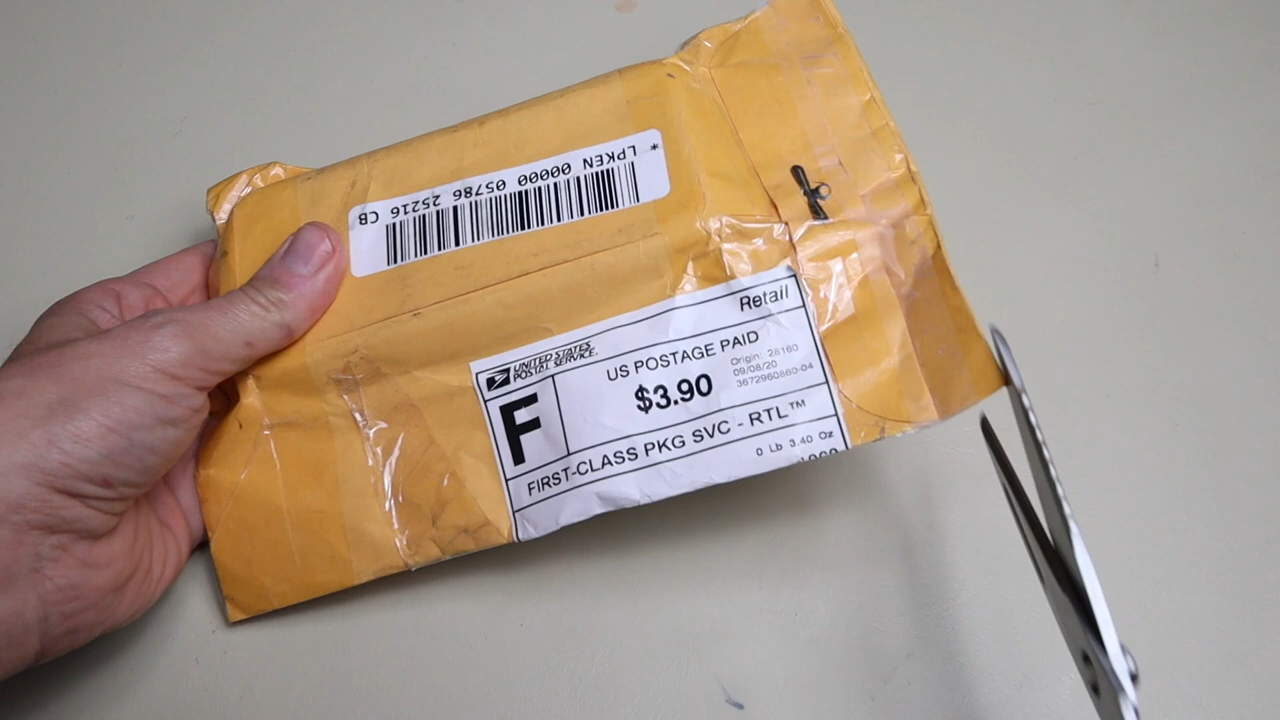 * LPKEN 00000 05786 25216 CB
Retail
UNITED STATES
POSTAL SERVICE.
US POSTAGE PAID
$3.90
Origin: 28160
09/08/20
3672960860-04
F
FIRST-CLASS PKG SVC - RTL™
0 Lb 3.40 Oz